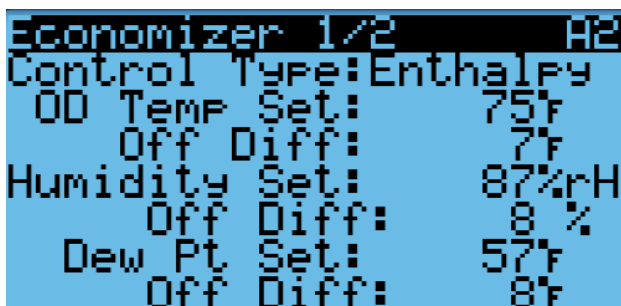 Economizer 1/2 A2
Control Type:Enthalpy
OD Temp Set: 75°F
Off Diff: 7°F
Humidity Set: 87%rH
Off Diff: 8 %
Dew Pt Set: 57°F
Off Diff: 8°F